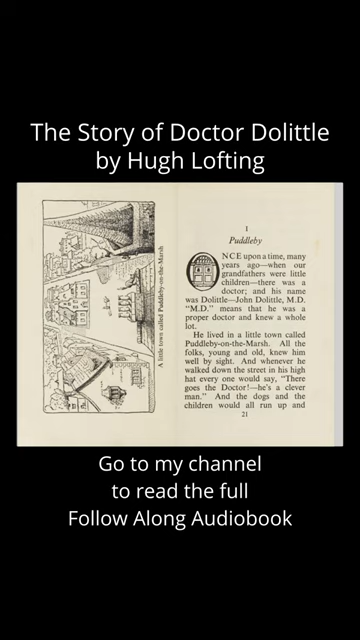 The Story of Doctor Dolittle
by Hugh Lofting
A little town called Puddleby-on-the-Marsh
I
Puddleby
ONCE upon a time, many
years ago—when our
grandfathers were little
children—there was a
doctor; and his name
was Dolittle—John Dolittle, M.D.
"M.D." means that he was a
proper doctor and knew a whole
lot.
He lived in a little town called
Puddleby-on-the-Marsh. All the
folks, young and old, knew him
well by sight. And whenever he
walked down the street in his high
hat every one would say, "There
goes the Doctor!—he's a clever
man." And the dogs and the
children would all run up and
21
Go to my channel
to read the full
Follow Along Audiobook